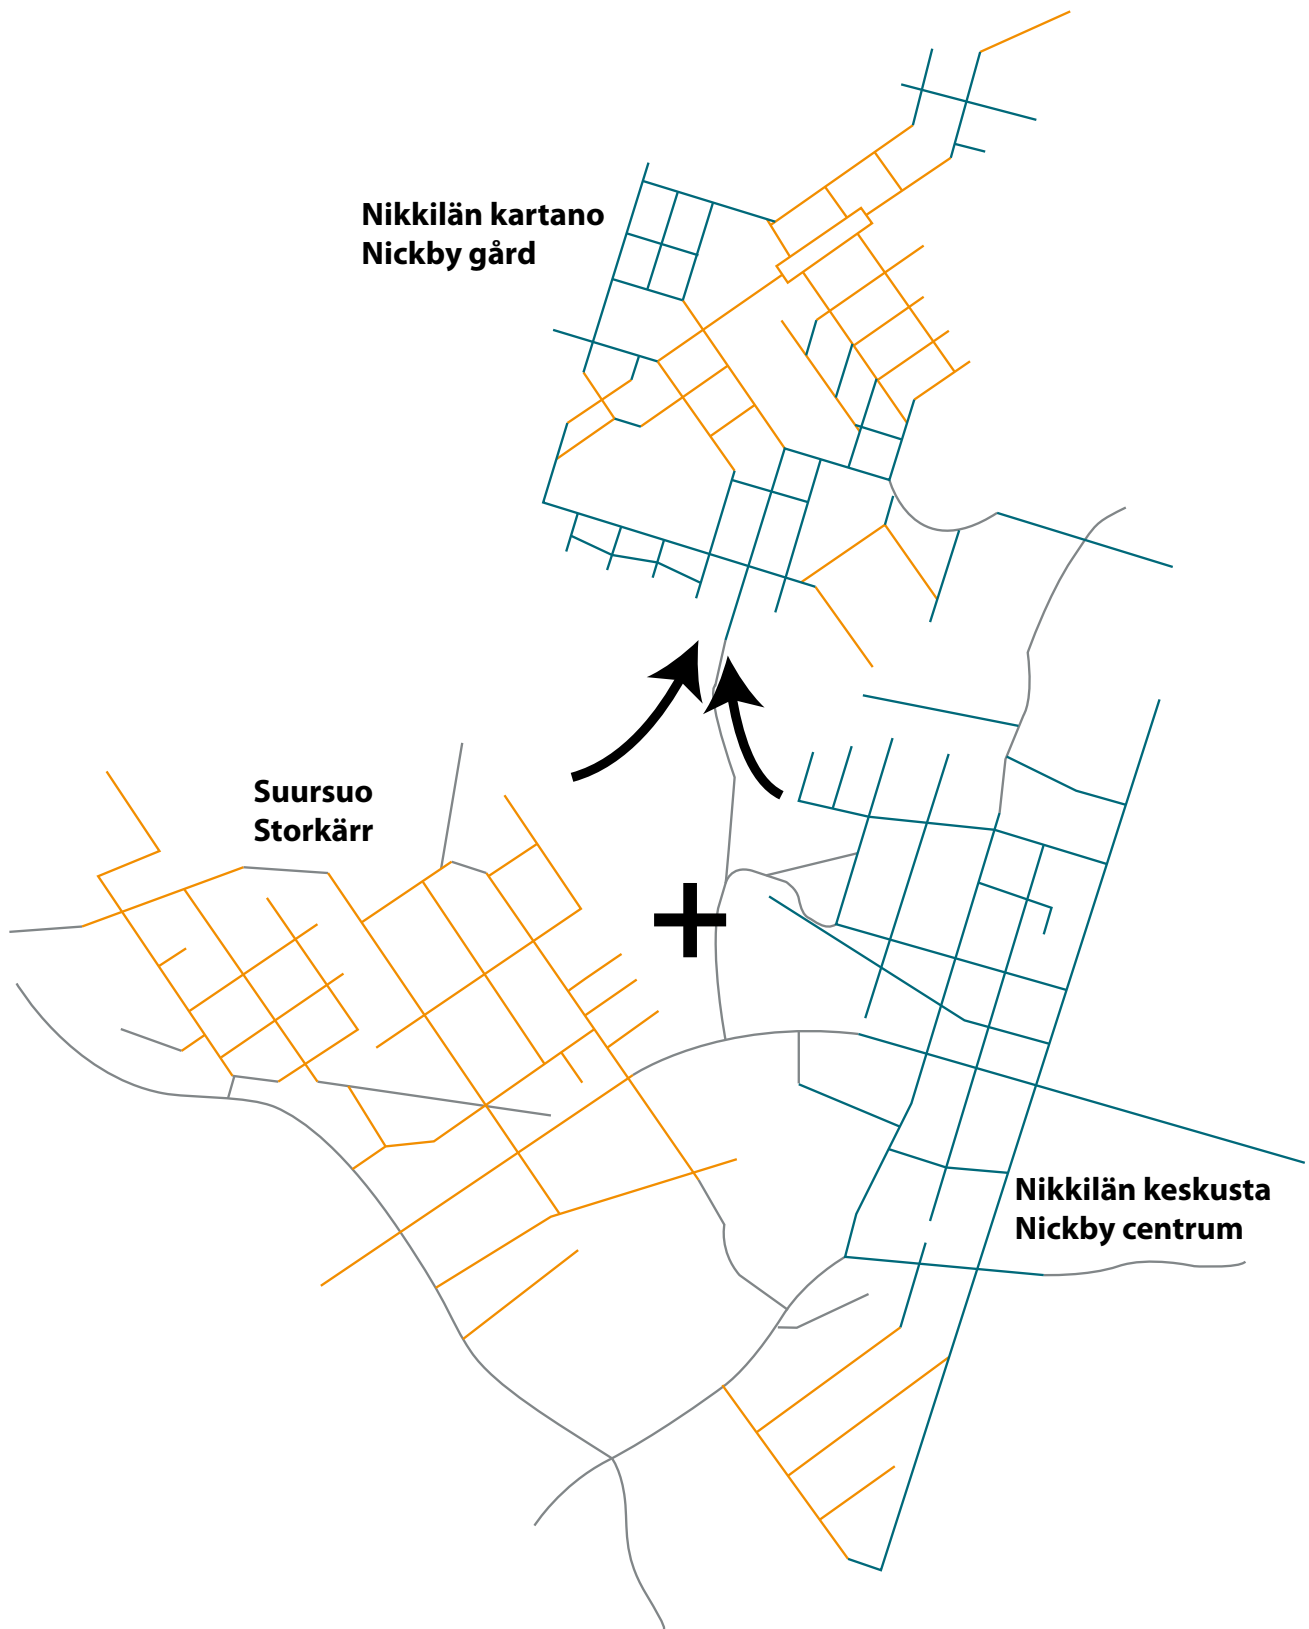 Nikkilän kartano
Nickby gård
Suursuo
Storkärr
Nikkilän keskusta
Nickby centrum